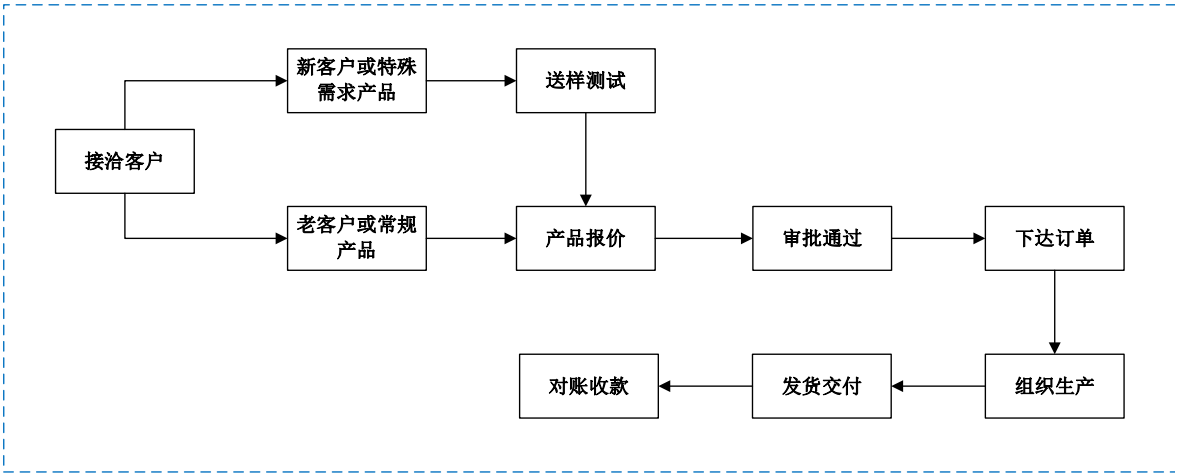 新客户或特殊
需求产品
送样测试
接洽客户
老客户或常规
产品
产品报价
审批通过
下达订单
对账收款
发货交付
组织生产